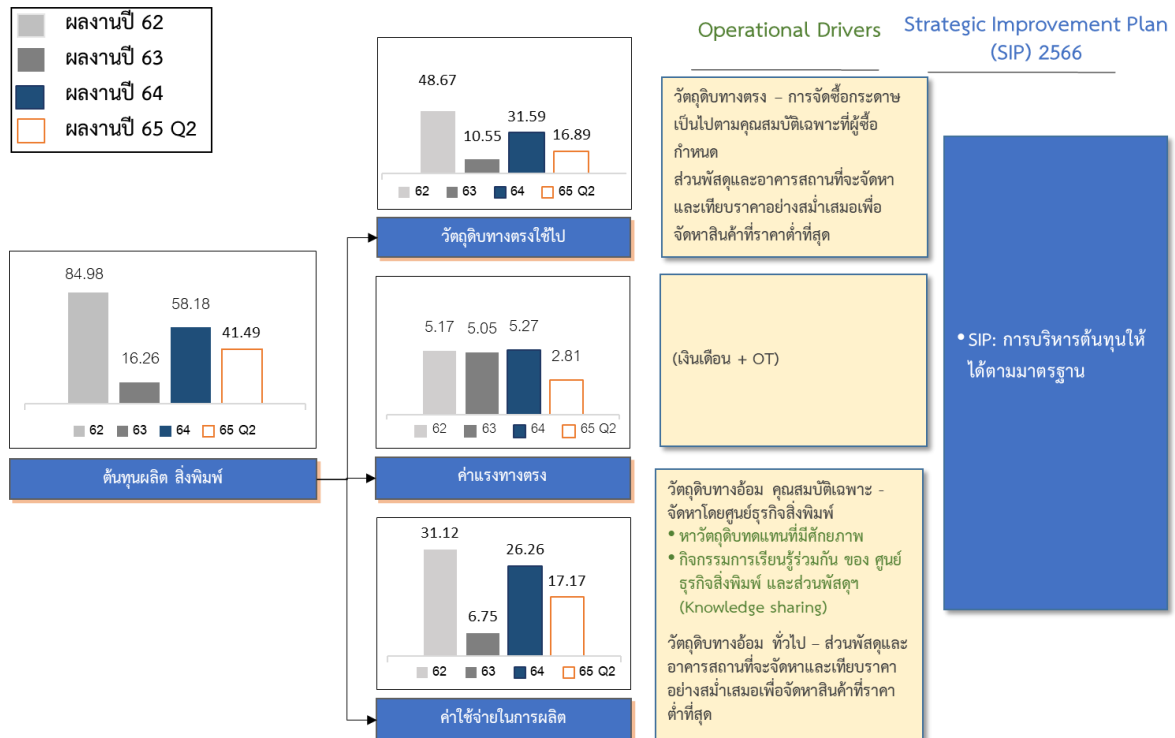 ผลงานปี 62
ผลงานปี 63
ผลงานปี 64
ผลงานปี 65 Q2
Operational Drivers
Strategic Improvement Plan
(SIP) 2566
48.67
10.55
31.59
16.89
62 63 64 65 Q2
วัตถุดิบทางตรงใช้ไป
วัตถุดิบทางตรง – การจัดซื้อกระดาษ
เป็นไปตามคุณสมบัติเฉพาะที่ผู้ซื้อ
กำหนด
ส่วนพัสดุและอาคารสถานที่จะจัดหา
และเทียบราคาอย่างสม่ำเสมอเพื่อ
จัดหาสินค้าที่ราคาต่ำที่สุด
84.98
16.26
58.18
41.49
62 63 64 65 Q2
ต้นทุนผลิต สิ่งพิมพ์
5.17
5.05
5.27
2.81
62 63 64 65 Q2
ค่าแรงทางตรง
(เงินเดือน + OT)
• SIP: การบริหารต้นทุนให้
ได้ตามมาตรฐาน
31.12
6.75
26.26
17.17
62 63 64 65 Q2
ค่าใช้จ่ายในการผลิต
วัตถุดิบทางอ้อม คุณสมบัติเฉพาะ -
จัดหาโดยศูนย์ธุรกิจสิ่งพิมพ์
• หาวัตถุดิบทดแทนที่มีศักยภาพ
• กิจกรรมการเรียนรู้ร่วมกัน ของ ศูนย์
ธุรกิจสิ่งพิมพ์ และส่วนพัสดุฯ
(Knowledge sharing)
วัตถุดิบทางอ้อม ทั่วไป – ส่วนพัสดุและ
อาคารสถานที่จะจัดหาและเทียบราคา
อย่างสม่ำเสมอเพื่อจัดหาสินค้าที่ราคา
ต่ำที่สุด